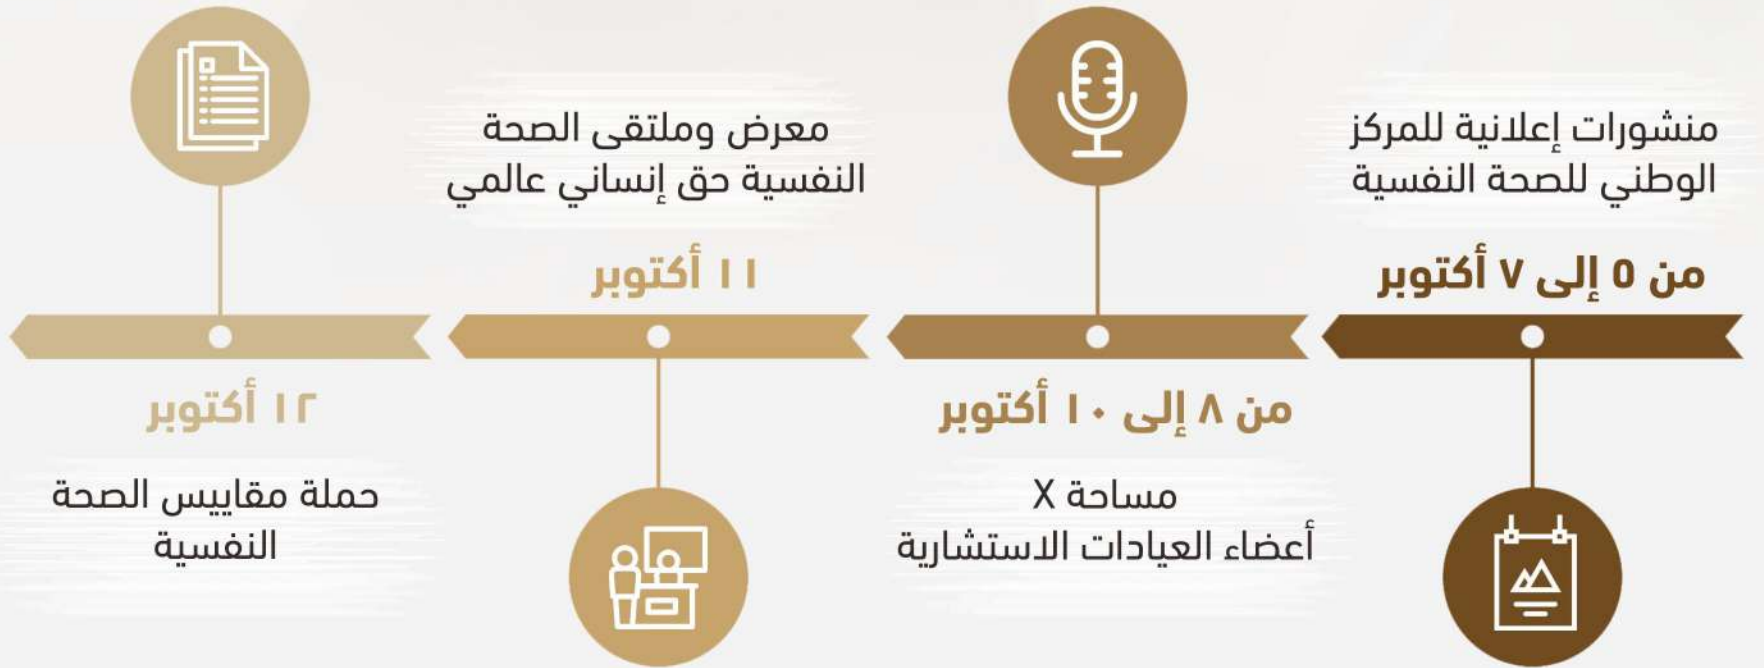 منشورات إعلانية للمركز
الوطني للصحة النفسية
من ٥ إلى ٧ أكتوبر
من ٨ إلى ١٠ أكتوبر
مساحة X
أعضاء العيادات الاستشارية
معرض وملتقى الصحة
النفسية حق إنساني عالمي
١١ أكتوبر
١٢ أكتوبر
حملة مقاييس الصحة
النفسية